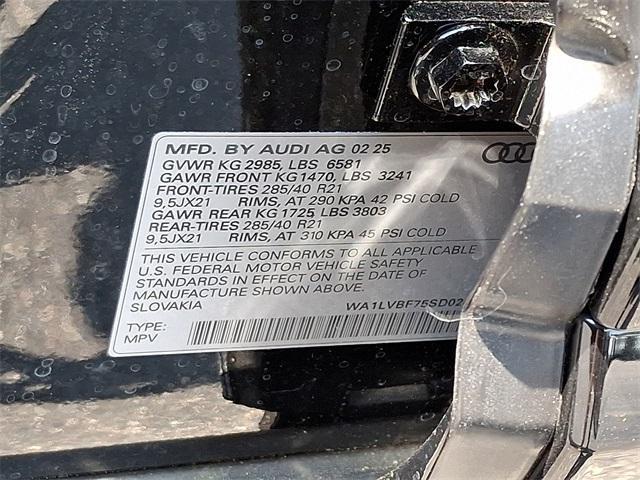 MFD. BY AUDI AG 02 25
GVWR KG 2985, LBS 6581
GAWR FRONT KG 1470, LBS 3241
FRONT-TIRES 285/40 R21
9,5JX21 RIMS, AT 290 KPA 42 PSI COLD
GAWR REAR KG 1725 LBS 3803
REAR-TIRES 285/40 R21
9,5JX21 RIMS, AT 310 KPA 45 PSI COLD
THIS VEHICLE CONFORMS TO ALL APPLICABLE
U.S. FEDERAL MOTOR VEHICLE SAFETY
STANDARDS IN EFFECT ON THE DATE OF
MANUFACTURE SHOWN ABOVE.
SLOVAKIA WA1LVBF75SD02
TYPE:
MPV